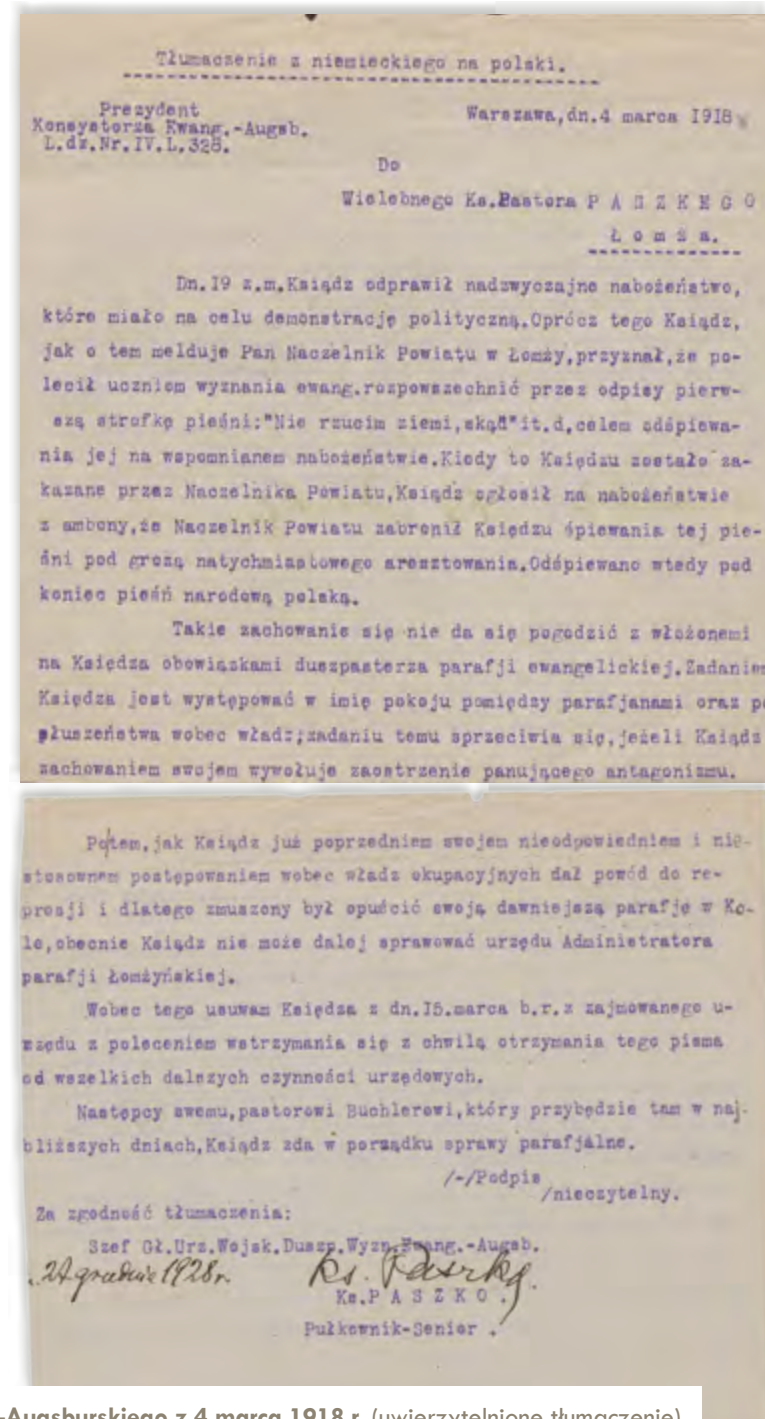 Tłumaczenie z niemieckiego na polski.
Prezydent
Konsystorza Ewang.-Augsb.
L.dz.Nr.IV.L.328.
Warszawa,dn.4 marca 1918
Do
Wielebnego Ks.Pastora P A S Z K E G O
Ł o m ż a.
Dn.I9 z.m.Ksiądz odprawił nadzwyczajne nabożeństwo,
które miało na celu demonstrację polityczną.Oprócz tego Ksiądz,
jak o tem melduje Pan Naczelnik Powiatu w Łomży,przyznał,że po-
lecił uczniom wyznania ewang.rozpowszechnić przez odpisy pierw-
szą strofkę pieśni:"Nie rzucim ziemi,skąd"it.d,celem odśpiewa-
nia jej na wspomnianem nabożeństwie.Kiedy to Księdzu zostało za-
kazane przez Naczelnika Powiatu,Ksiądz ogłosił na nabożeństwie
z ambony,że Naczelnik Powiatu zabronił Księdzu śpiewania tej pie-
śni pod grozą natychmiastowego aresztowania.Odśpiewano wtedy pod
koniec pieśń narodową polską.
Takie zachowanie się nie da się pogodzić z włożonemi
na Księdza obowiązkami duszpasterza parafji ewangelickiej.Zadaniem
Księdza jest występować w imię pokoju pomiędzy parafjanami oraz po
płuszeństwa wobec władz;zadaniu temu sprzeciwia się,jeżeli Ksiądz
zachowaniem swojem wywołuje zaostrzenie panującego antagonizmu.
Potem,jak Ksiądz już poprzedniem swojem nieodpowiedniem i nie-
stosownem postępowaniem wobec władz okupacyjnych dał powód do re-
presji i dlatego zmuszony był opuścić swoją dawniejszą parafję w Ko-
le,obecnie Ksiądz nie może dalej sprawować urzędu Administratora
parafji Łomżyńskiej.
Wobec tego usuwam Księdza z dn.I5.marca b.r.z zajmowanego u-
rzędu z poleceniem wstrzymania się z chwilą otrzymania tego pisma
od wszelkich dalszych czynności urzędowych.
Następcy swemu,pastorowi Buchlerowi,który przybędzie tam w naj-
bliższych dniach,Ksiądz zda w porządku sprawy parafjalne.
/-/Podpis
/nieczytelny.
Za zgodność tłumaczenia:
Szef Gł.Urz.Wojsk.Duszp.Wyzn.Ewang.-Augsb.
grudnia 1928r. Ks. Paszko.
Ks.P A S Z K O .
Pułkownik-Senior .
-Augsburskiego z 4 marca 1918 r. (uwierzytelnione tłumaczenie)